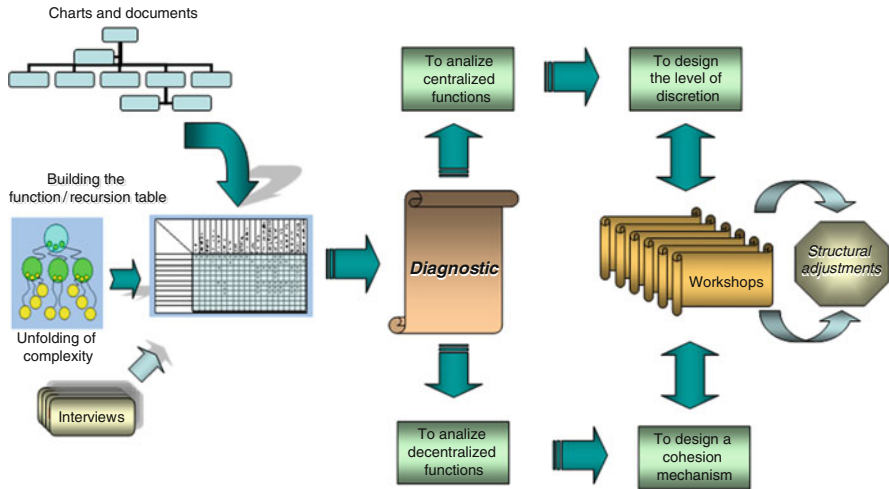 Charts and documents
Building the
function/recursion table
Unfolding of
complexity
Interviews
Diagnostic
To analize
centralized
functions
To design
the level of
discretion
To analize
decentralized
functions
To design a
cohesion
mechanism
Workshops
Structural
adjustments